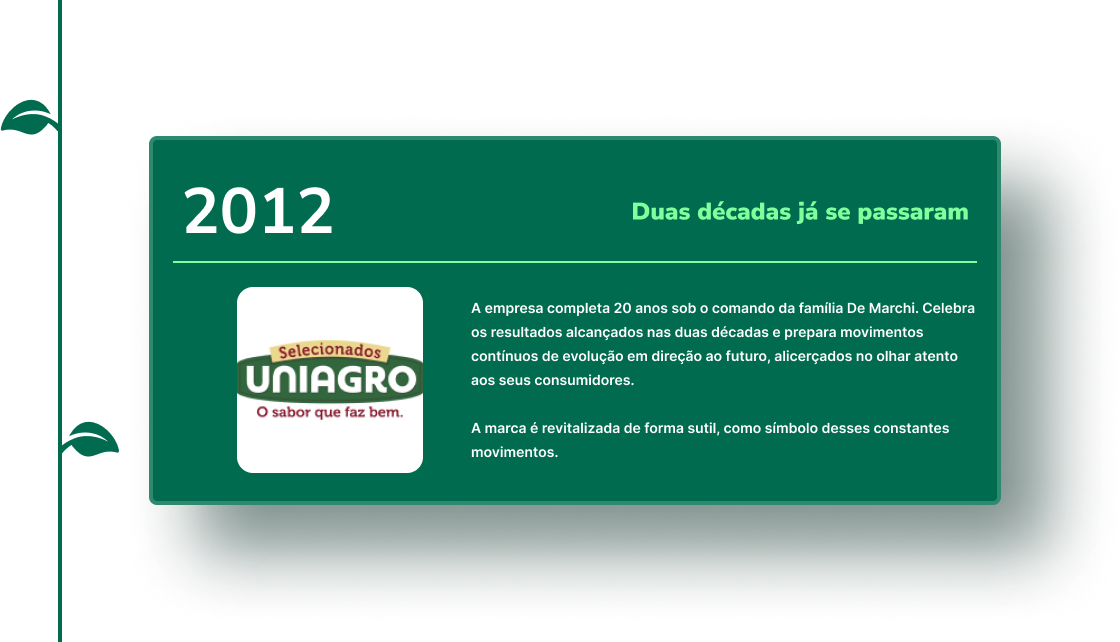 2012
Duas décadas já se passaram
Selecionados
UNIAGRO
O sabor que faz bem.
A empresa completa 20 anos sob o comando da família De Marchi. Celebra
os resultados alcançados nas duas décadas e prepara movimentos
contínuos de evolução em direção ao futuro, alicerçados no olhar atento
aos seus consumidores.
A marca é revitalizada de forma sutil, como símbolo desses constantes
movimentos.